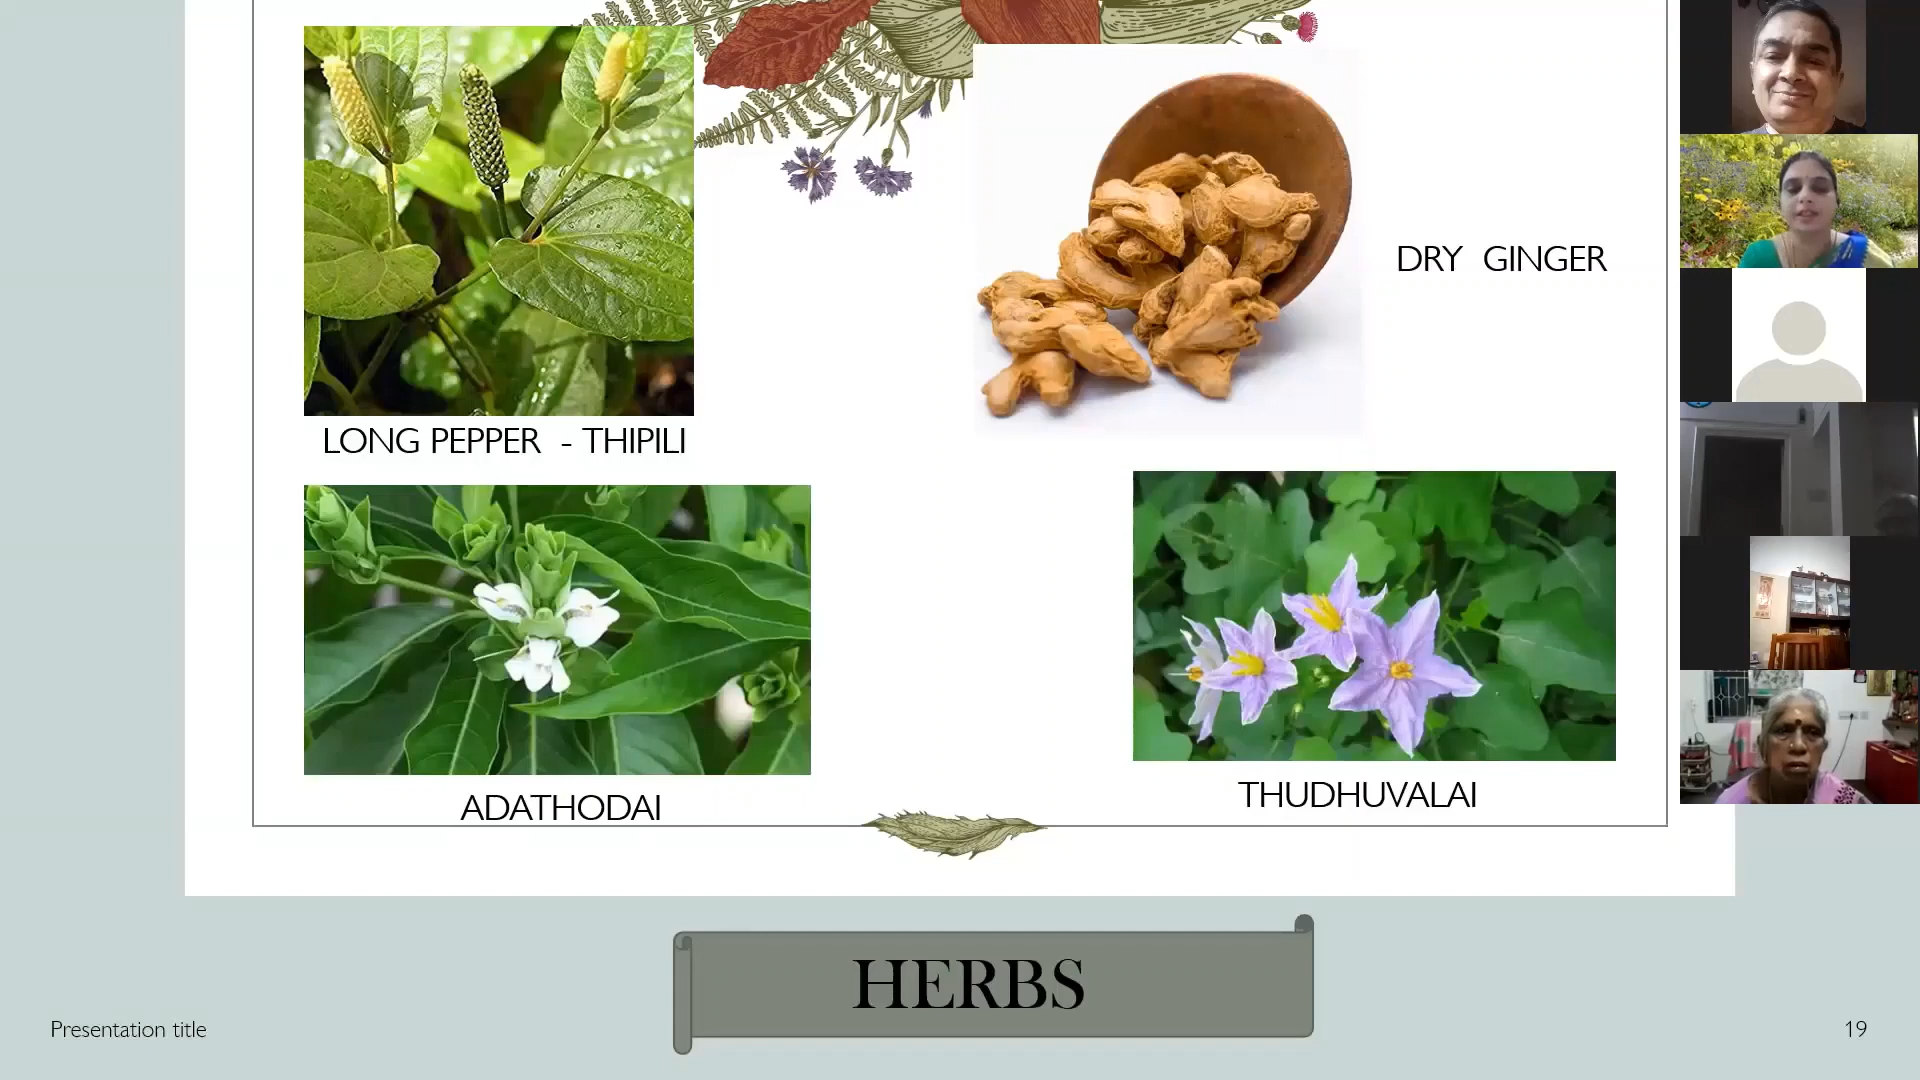 DRY GINGER
LONG PEPPER - THIPILI
ADATHODAI
THUDHUVALAI
HERBS
Presentation title
19